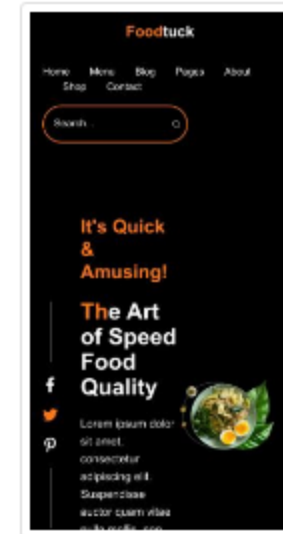 Foodtuck
Home Menu Blog Pages About
Shop Contact
Search...
It's Quick
&
Amusing!
The Art
of Speed
Food
Quality
Lorem ipsum dolor
sit amet,
consectetur
adipiscing elit.
Suspendisse
auctor quam vitae